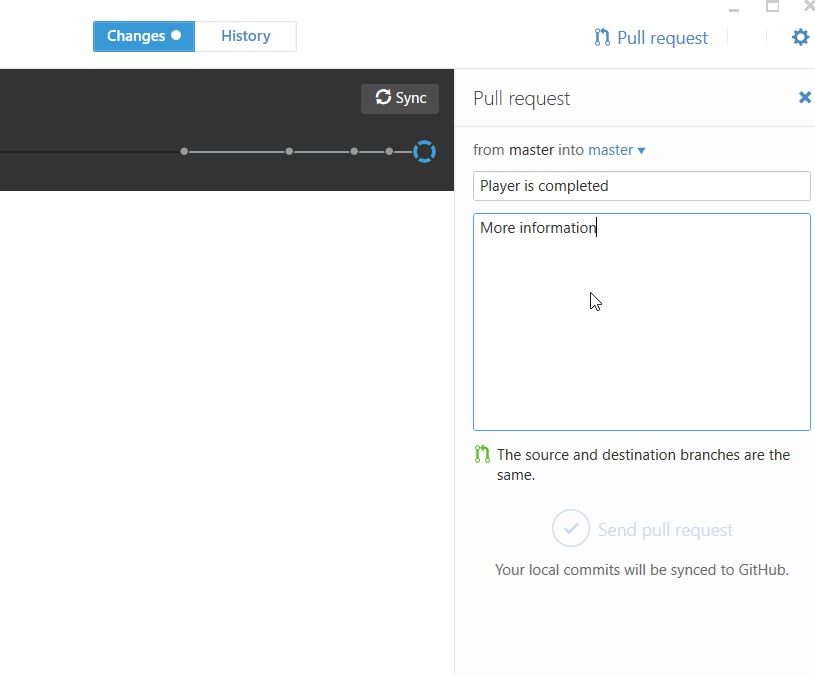 Changes
History
Pull request
Sync
Pull request
from master into master
Player is completed
More information
The source and destination branches are the
same.
Send pull request
Your local commits will be synced to GitHub.